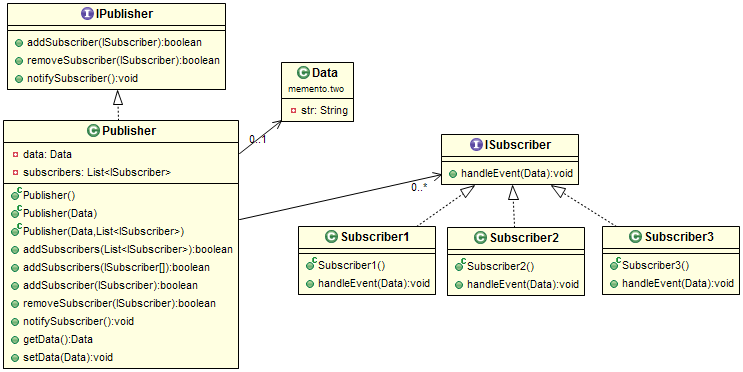 IPublisher
addSubscriber(ISubscriber):boolean
removeSubscriber(ISubscriber):boolean
notifySubscriber():void
Publisher
data: Data
subscribers: List<ISubscriber>
Publisher()
Publisher(Data)
Publisher(Data,List<ISubscriber>)
addSubscribers(List<ISubscriber>):boolean
addSubscribers(ISubscriber[]):boolean
addSubscriber(ISubscriber):boolean
removeSubscriber(ISubscriber):boolean
notifySubscriber():void
getData():Data
setData(Data):void
0..1
Data
memento.two
str: String
0..*
ISubscriber
handleEvent(Data):void
Subscriber1
Subscriber1()
handleEvent(Data):void
Subscriber2
Subscriber2()
handleEvent(Data):void
Subscriber3
Subscriber3()
handleEvent(Data):void